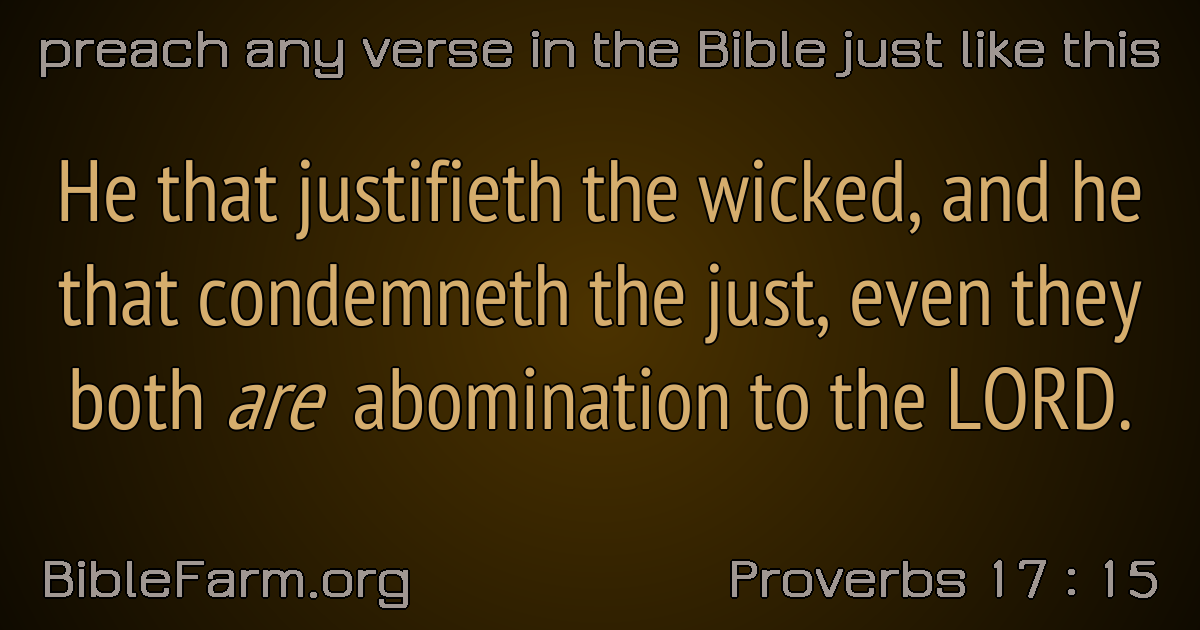 preach any verse in the Bible just like this
He that justifieth the wicked, and he
that condemneth the just, even they
both are abomination to the LORD.
BibleFarm.org
Proverbs 17 : 15